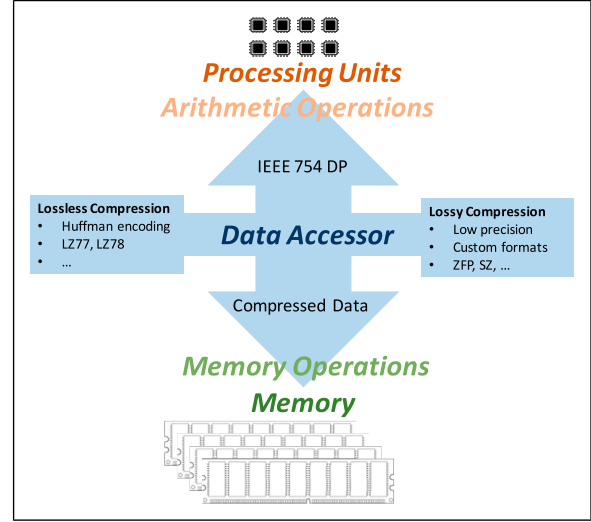 Processing Units
Arithmetic Operations
IEEE 754 DP
Lossless Compression
• Huffman encoding
• LZ77, LZ78
• …
Data Accessor
Lossy Compression
• Low precision
• Custom formats
• ZFP, SZ, …
Compressed Data
Memory Operations
Memory